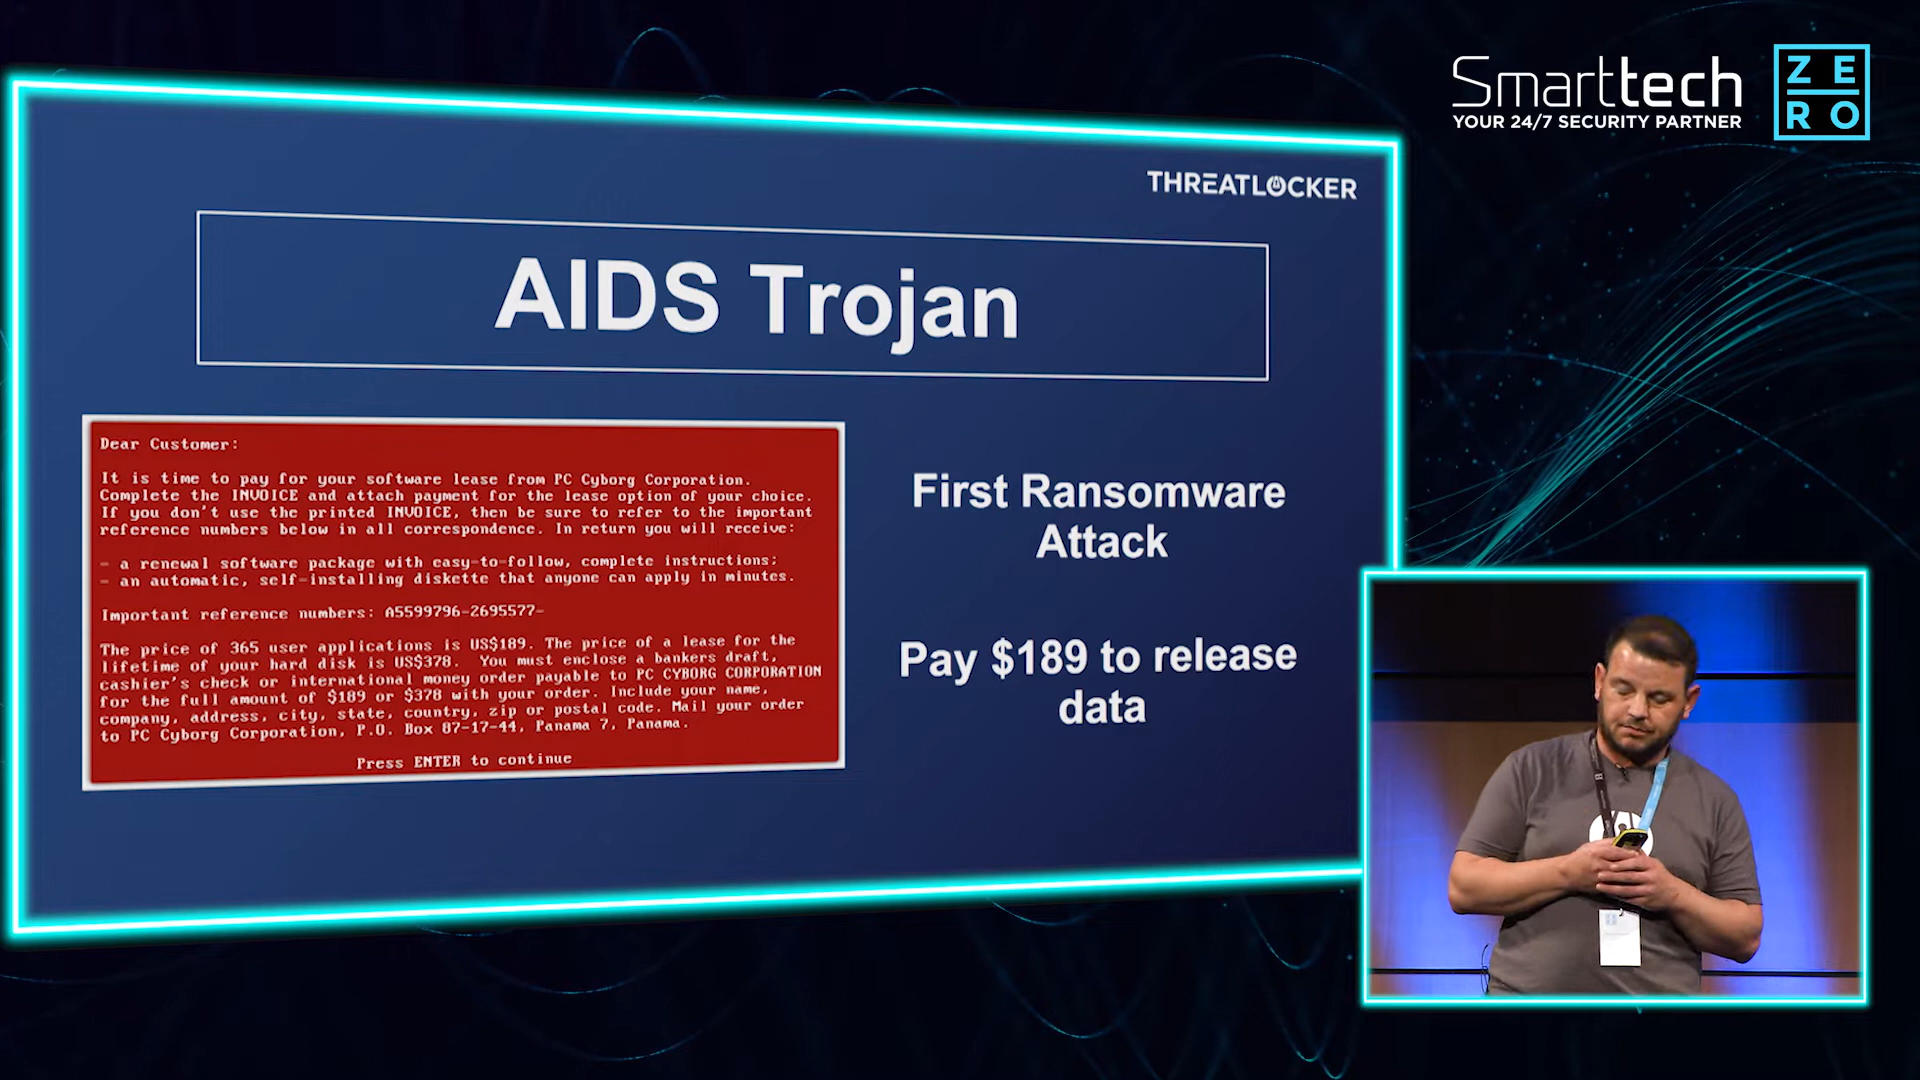 Smarttech
YOUR 24/7 SECURITY PARTNER
ZE
RO
THREATLOCKER
AIDS Trojan
Dear Customer:
It is time to pay for your software lease from PC Cyborg Corporation.
Complete the INVOICE and attach payment for the lease option of your choice.
If you don't use the printed INVOICE, then be sure to refer to the important
reference numbers below in all correspondence. In return you will receive:
- a renewal software package with easy-to-follow, complete instructions;
- an automatic, self-installing diskette that anyone can apply in minutes.
Important reference numbers: A5599796-2695577-
The price of 365 user applications is US$189. The price of a lease for the
lifetime of your hard disk is US$378. You must enclose a bankers draft,
cashier's check or international money order payable to PC CYBORG CORPORATION
for the full amount of $189 or $378 with your order. Include your name,
company, address, city, state, country, zip or postal code. Mail your order
to PC Cyborg Corporation, P.O. Box 87-17-44, Panama 7, Panama.
Press ENTER to continue
First Ransomware
Attack
Pay $189 to release
data